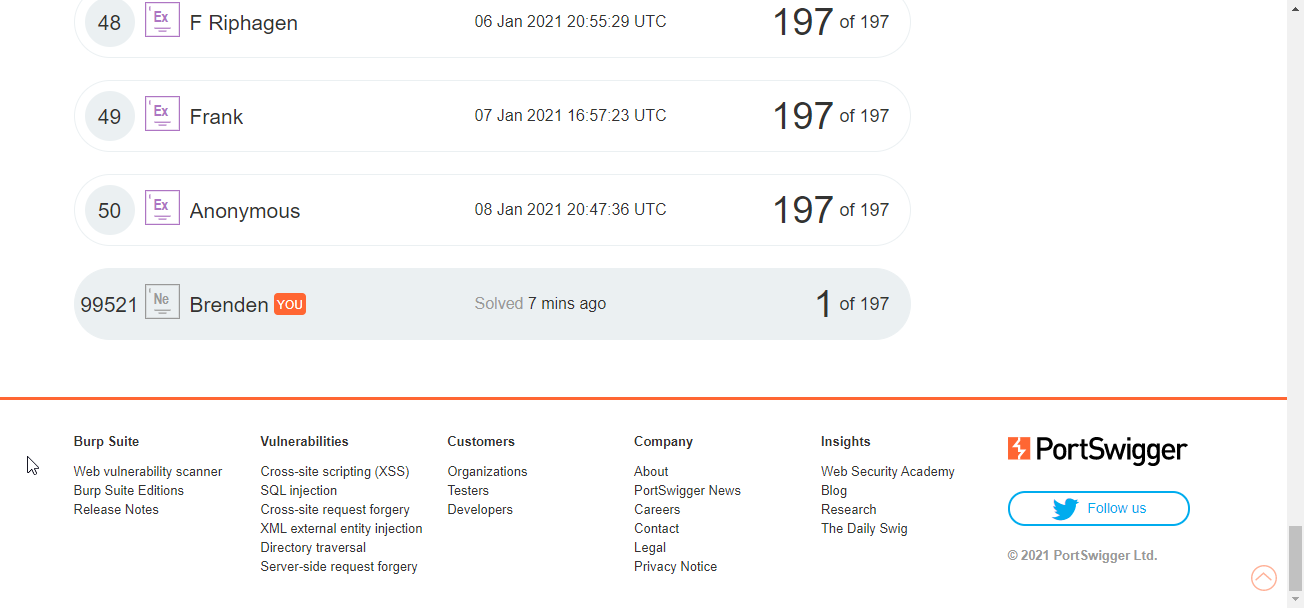 48 Ex F Riphagen 06 Jan 2021 20:55:29 UTC 197 of 197
49 Ex Frank 07 Jan 2021 16:57:23 UTC 197 of 197
50 Ex Anonymous 08 Jan 2021 20:47:36 UTC 197 of 197
99521 Ne Brenden YOU Solved 7 mins ago 1 of 197
Burp Suite
Web vulnerability scanner
Burp Suite Editions
Release Notes
Vulnerabilities
Cross-site scripting (XSS)
SQL injection
Cross-site request forgery
XML external entity injection
Directory traversal
Server-side request forgery
Customers
Organizations
Testers
Developers
Company
About
PortSwigger News
Careers
Contact
Legal
Privacy Notice
Insights
Web Security Academy
Blog
Research
The Daily Swig
PortSwigger
Follow us
© 2021 PortSwigger Ltd.